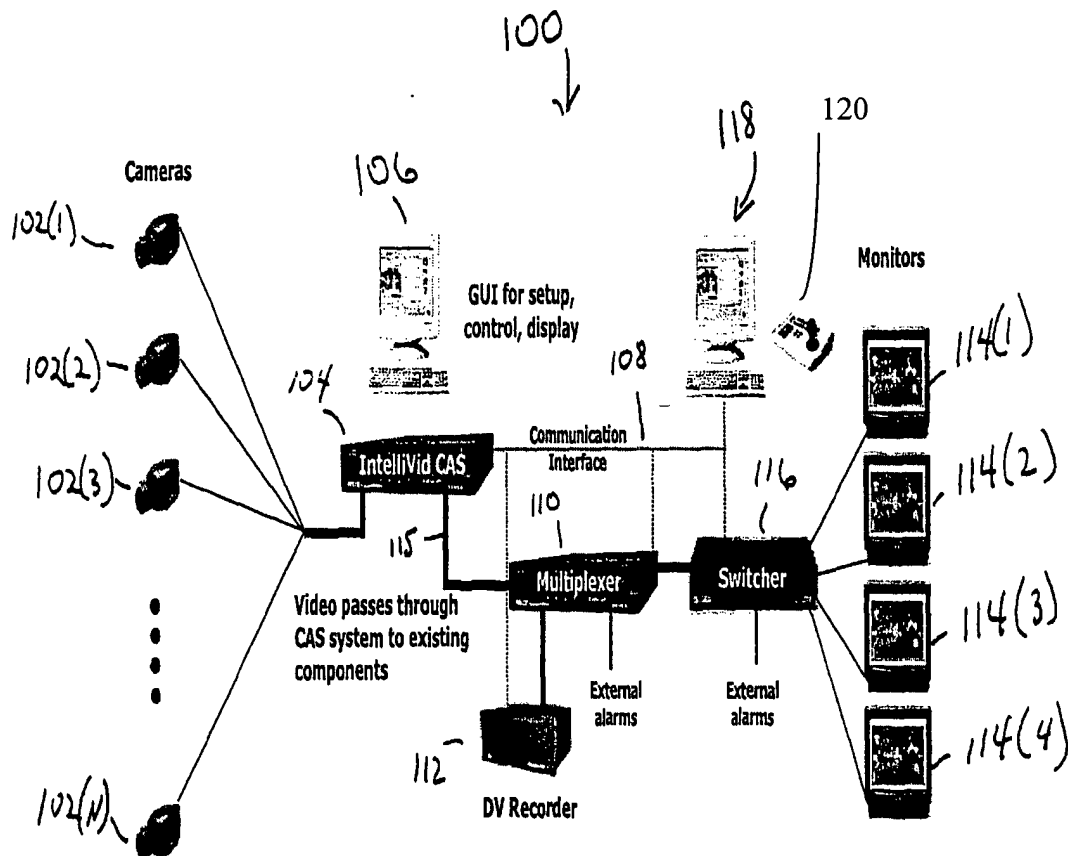 100
118
120
Cameras
106
102(1)
GUI for setup,
control, display
Monitors
114(1)
102(2)
104
108
Communication
Interface
IntelliVid CAS
102(3)
114(2)
110
116
115
Multiplexer
Switcher
Video passes through
CAS system to existing
components
114(3)
External
alarms
External
alarms
112
DV Recorder
114(4)
102(N)